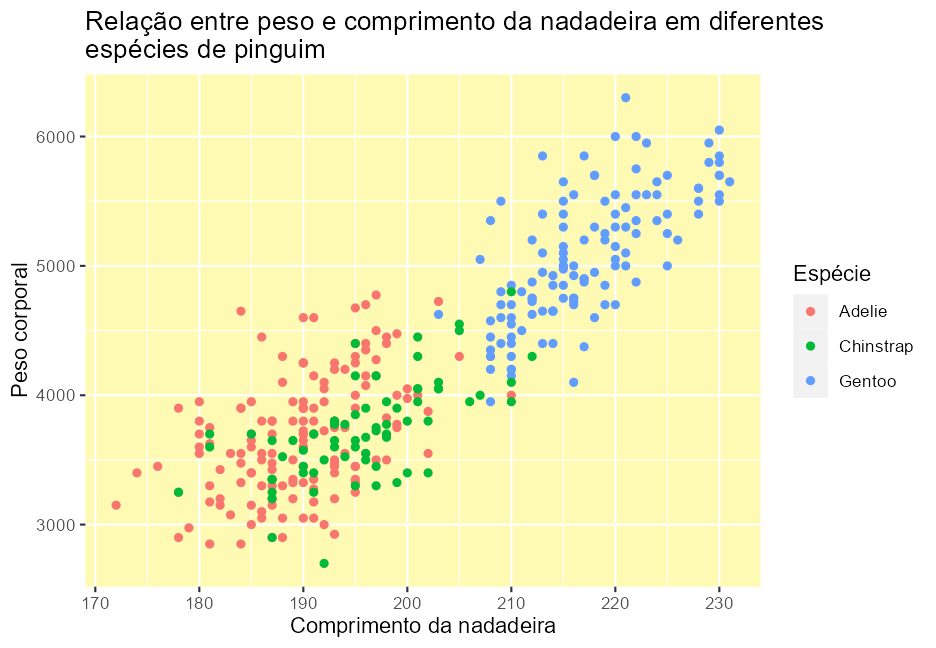 Relação entre peso e comprimento da nadadeira em diferentes
espécies de pinguim
Peso corporal
6000
5000
4000
3000
170 180 190 200 210 220 230
Comprimento da nadadeira
Espécie
Adelie
Chinstrap
Gentoo